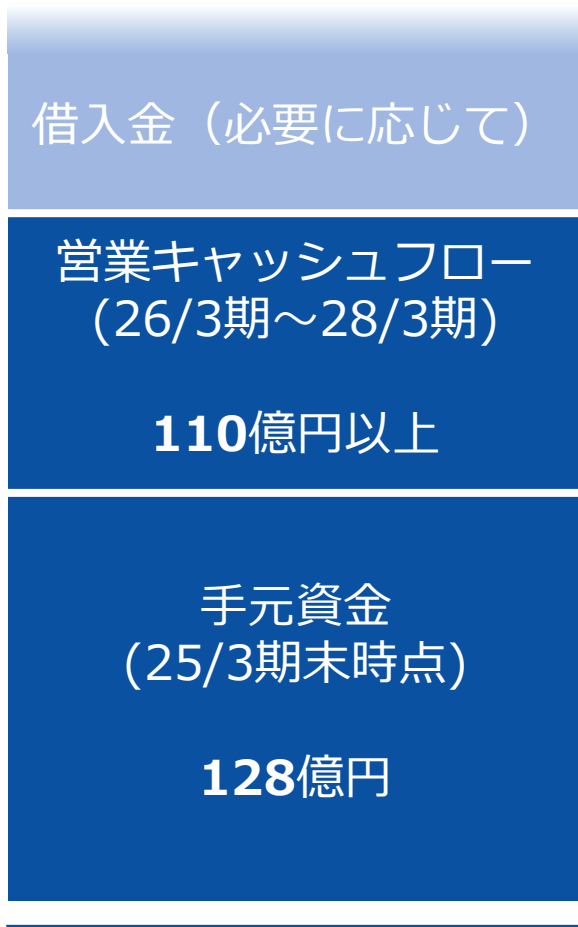 借入金（必要に応じて）
営業キャッシュフロー
(26/3期～28/3期)
110億円以上
手元資金
(25/3期末時点)
128億円